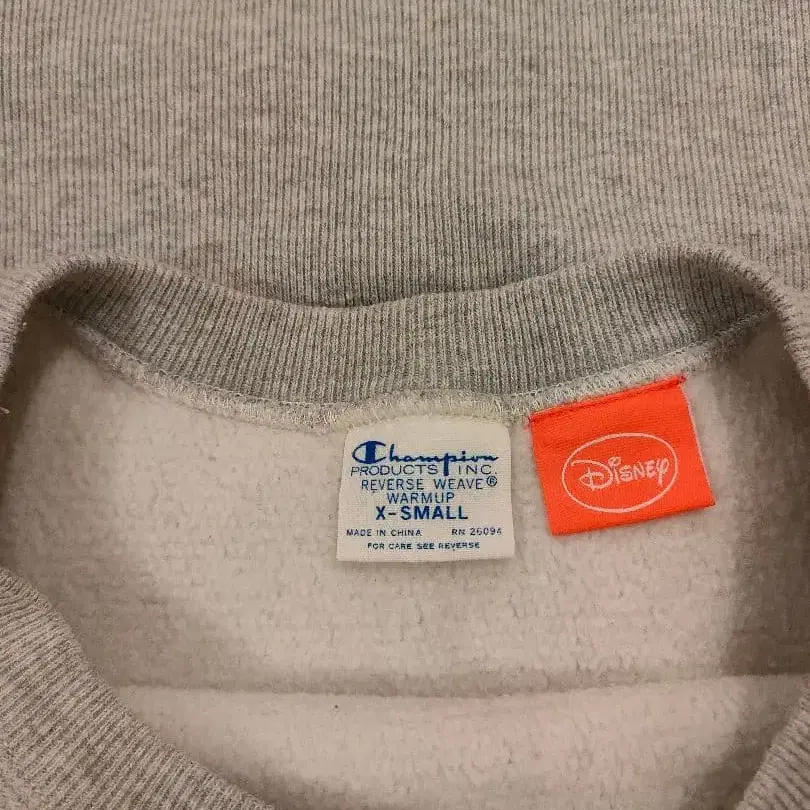 Champion
PRODUCTS INC.
REVERSE WEAVE®
WARMUP
X-SMALL
MADE IN CHINA RN 26094
FOR CARE SEE REVERSE
Disney